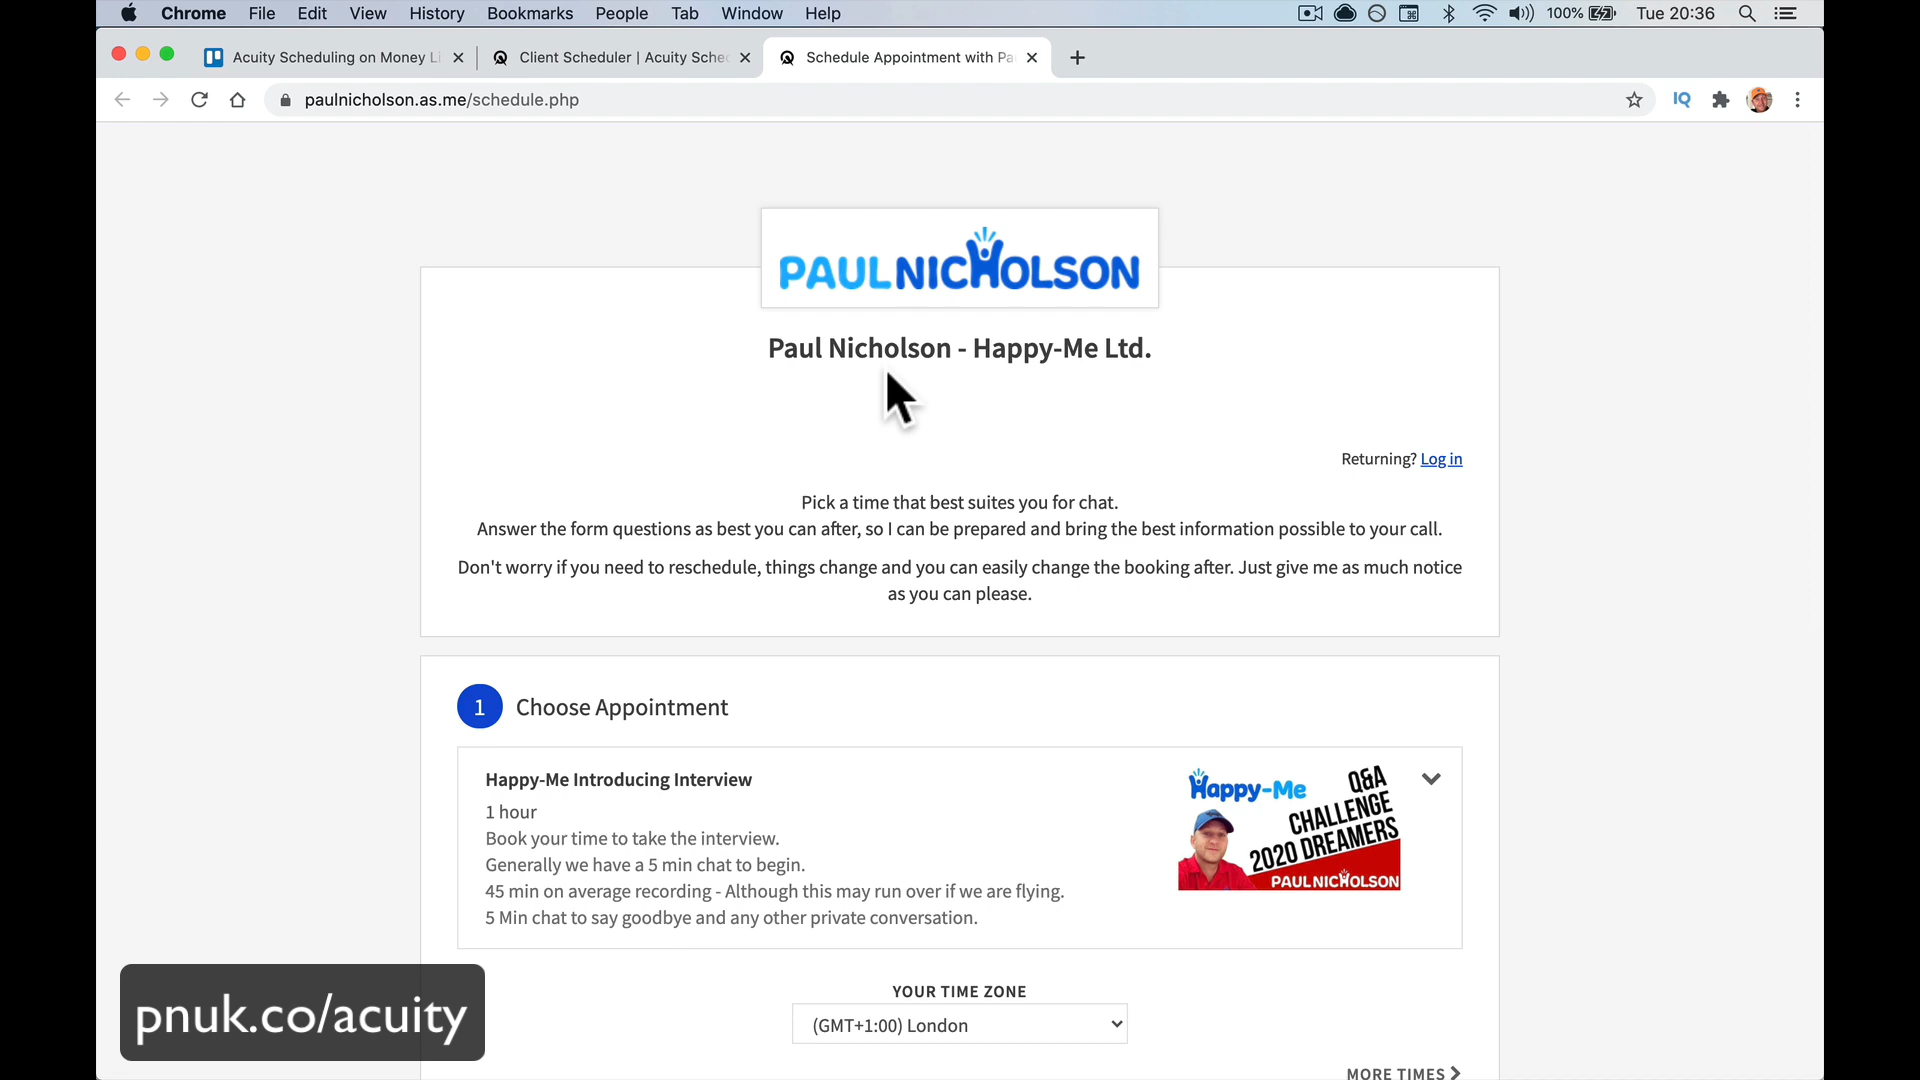 Chrome File Edit View History Bookmarks People Tab Window Help 100% Tue 20:36
Acuity Scheduling on Money Li Client Scheduler | Acuity Sched Schedule Appointment with Pa
paulnicholson.as.me/schedule.php IQ
PAULNICHOLSON
Paul Nicholson - Happy-Me Ltd.
Returning? Log in
Pick a time that best suites you for chat.
Answer the form questions as best you can after, so I can be prepared and bring the best information possible to your call.
Don't worry if you need to reschedule, things change and you can easily change the booking after. Just give me as much notice
as you can please.
1 Choose Appointment
Happy-Me Introducing Interview
1 hour
Book your time to take the interview.
Generally we have a 5 min chat to begin.
45 min on average recording - Although this may run over if we are flying.
5 Min chat to say goodbye and any other private conversation.
Happy-Me
Q&A
CHALLENGE
2020 DREAMERS
PAUL NICHOLSON
YOUR TIME ZONE
(GMT+1:00) London
MORE TIMES
pnuk.co/acuity